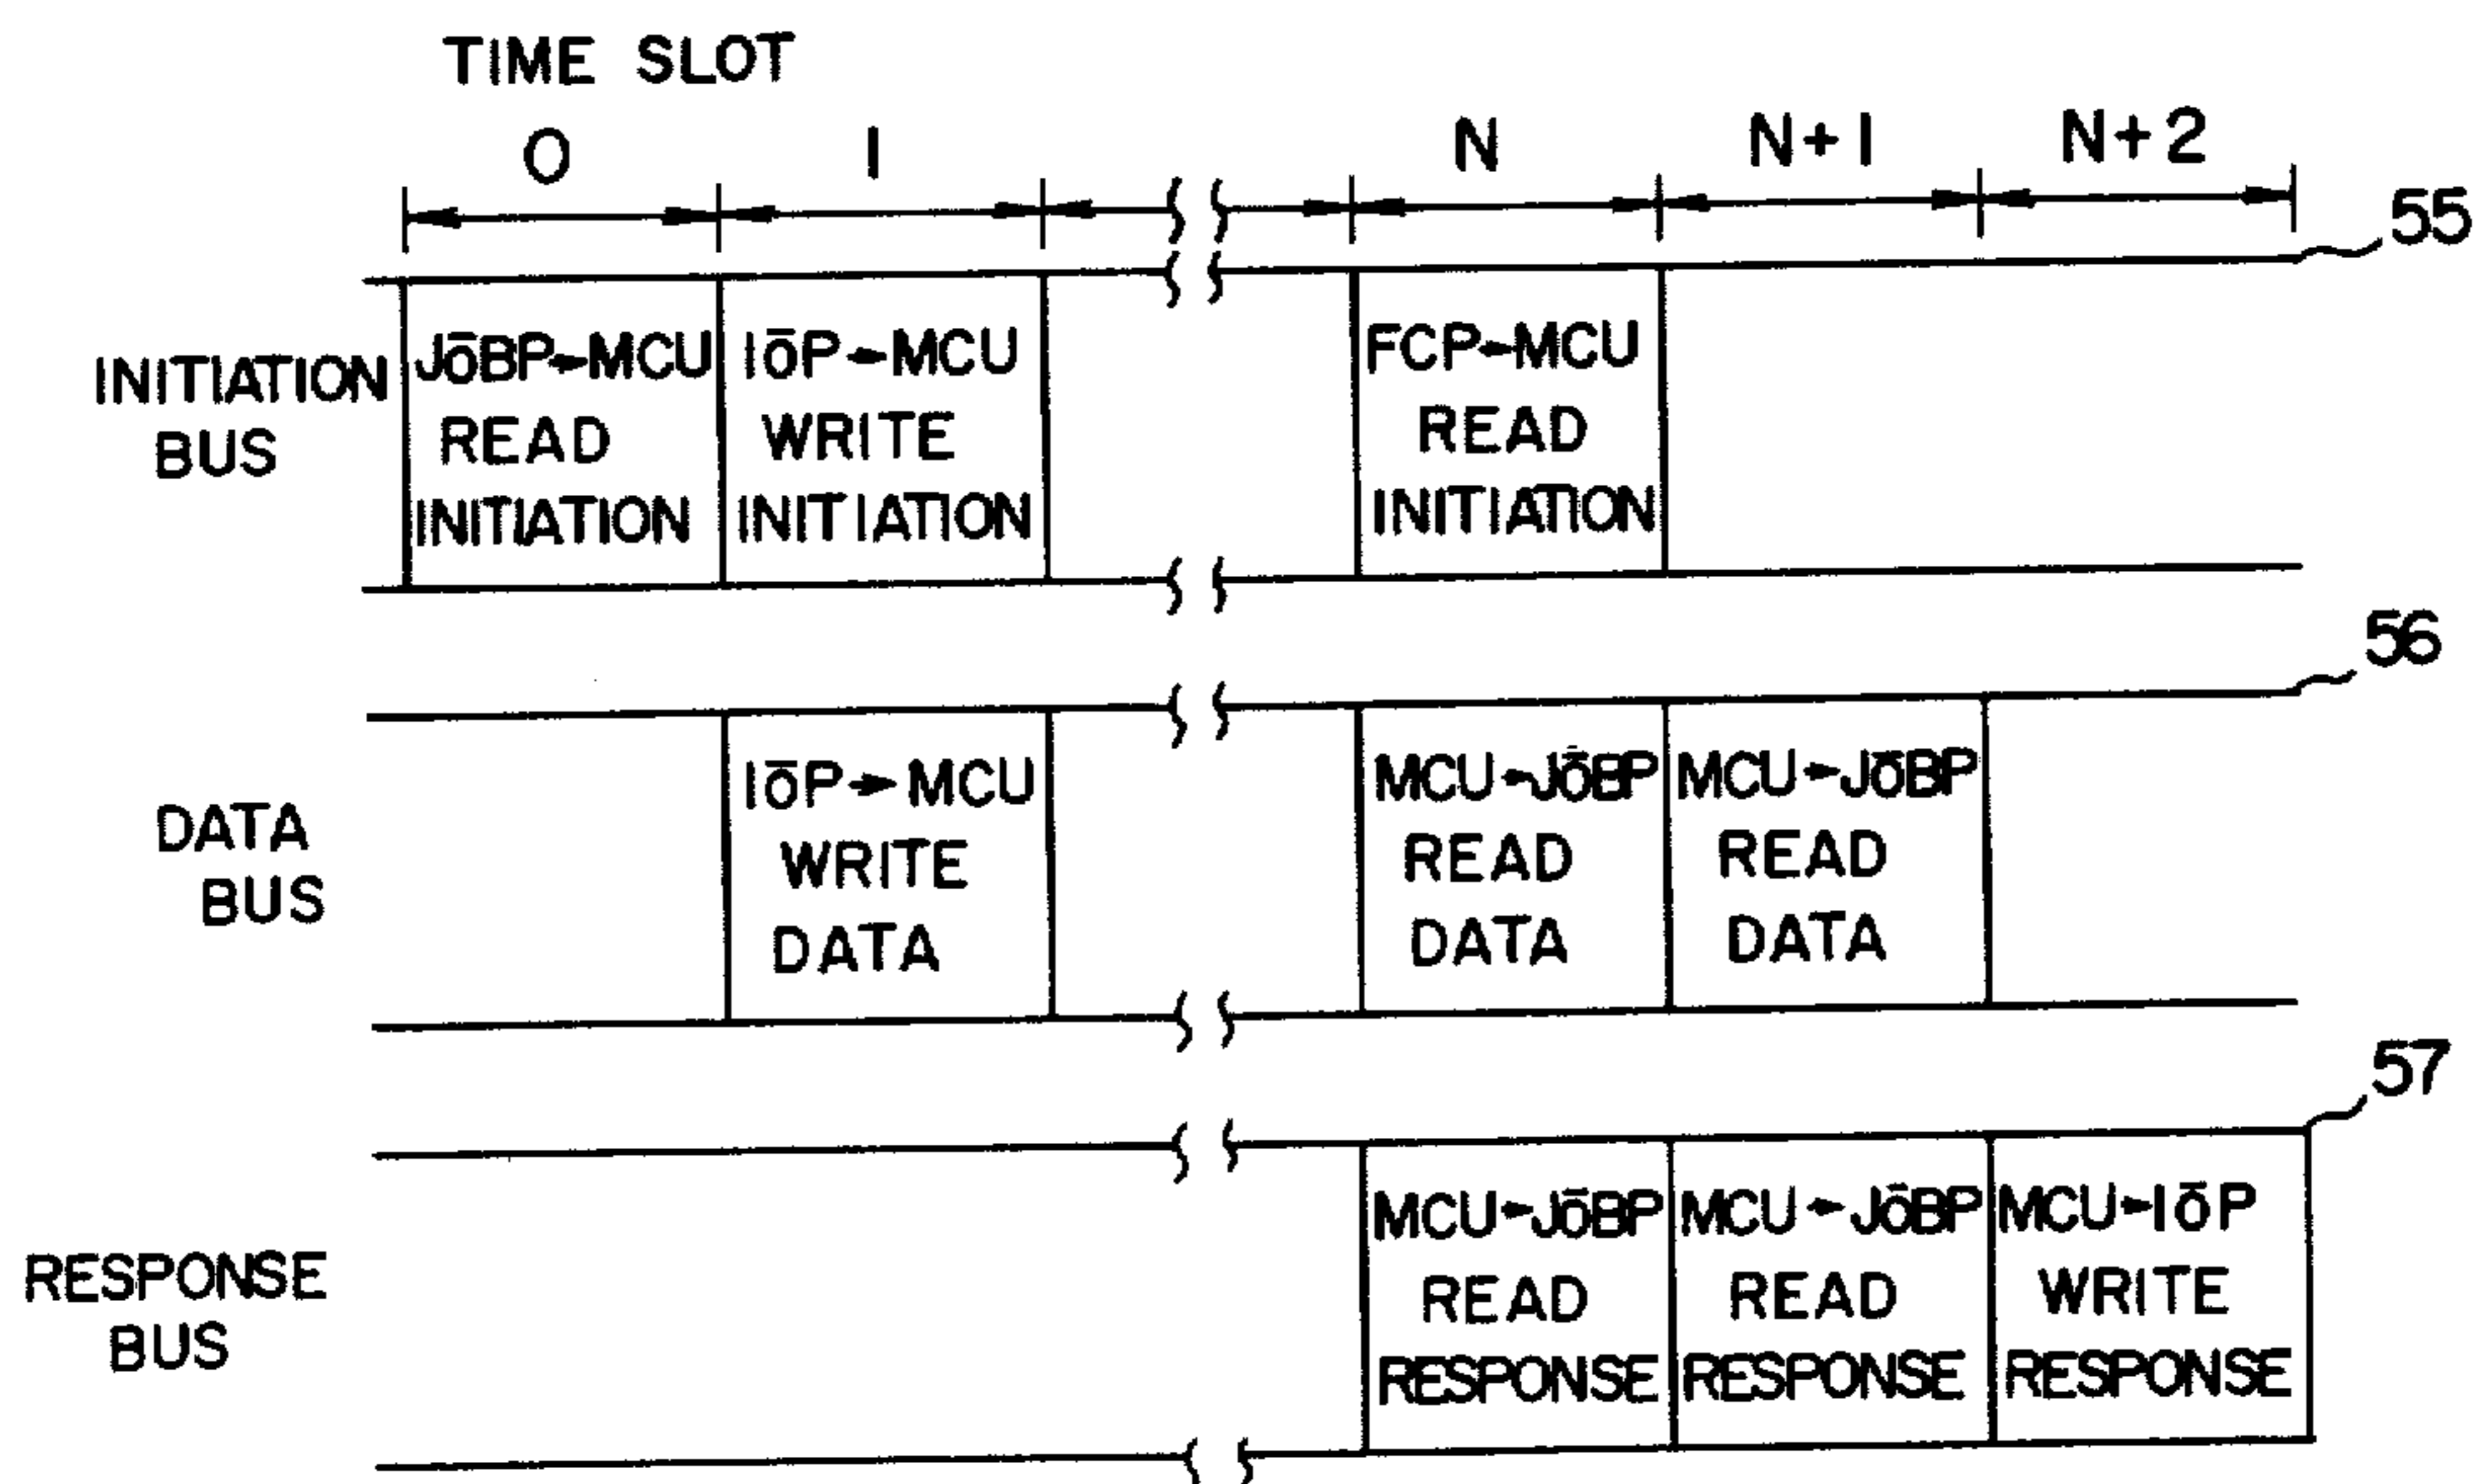 TIME SLOT
0 1 N N+1 N+2
55
INITIATION
BUS
JōBP→MCU
READ
INITIATION
IōP→MCU
WRITE
INITIATION
FCP→MCU
READ
INITIATION
56
DATA
BUS
IōP→MCU
WRITE
DATA
MCU→JōBP
READ
DATA
MCU→JōBP
READ
DATA
57
RESPONSE
BUS
MCU→JōBP
READ
RESPONSE
MCU→JōBP
READ
RESPONSE
MCU→IōP
WRITE
RESPONSE